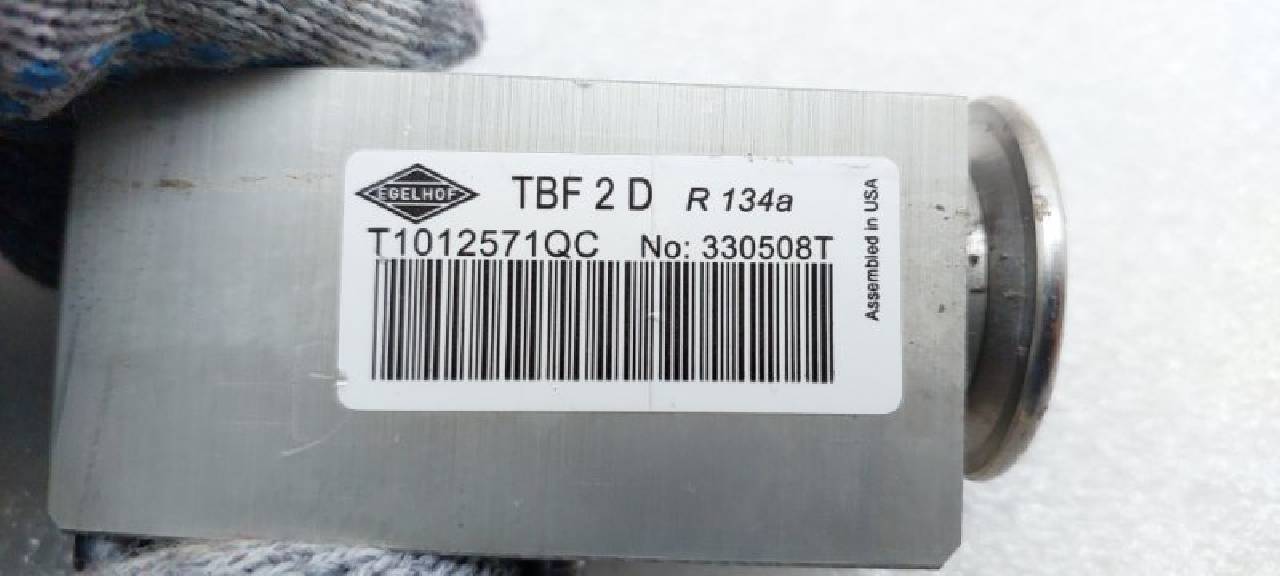 EGELHOF TBF 2 D R 134a
T1012571QC No: 330508T
Assembled in USA